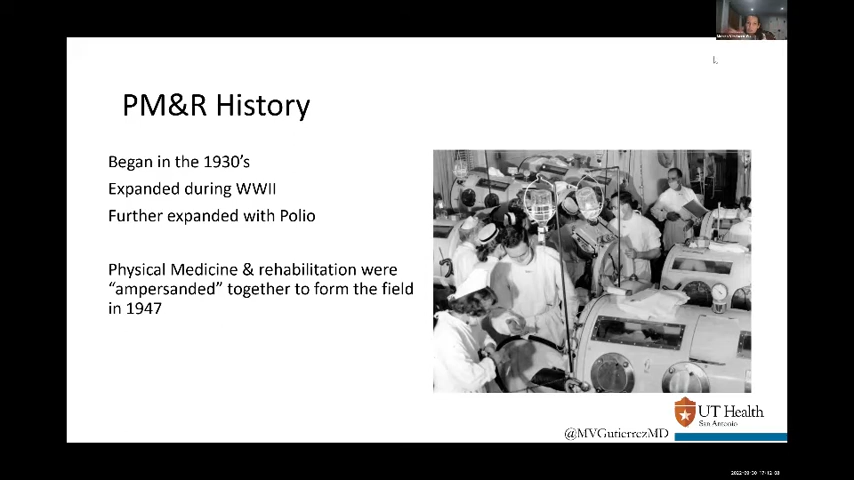 PM&R History
Began in the 1930's
Expanded during WWII
Further expanded with Polio
Physical Medicine & rehabilitation were
“ampersanded” together to form the field
in 1947
UT Health
San Antonio
@MVGutierrezMD